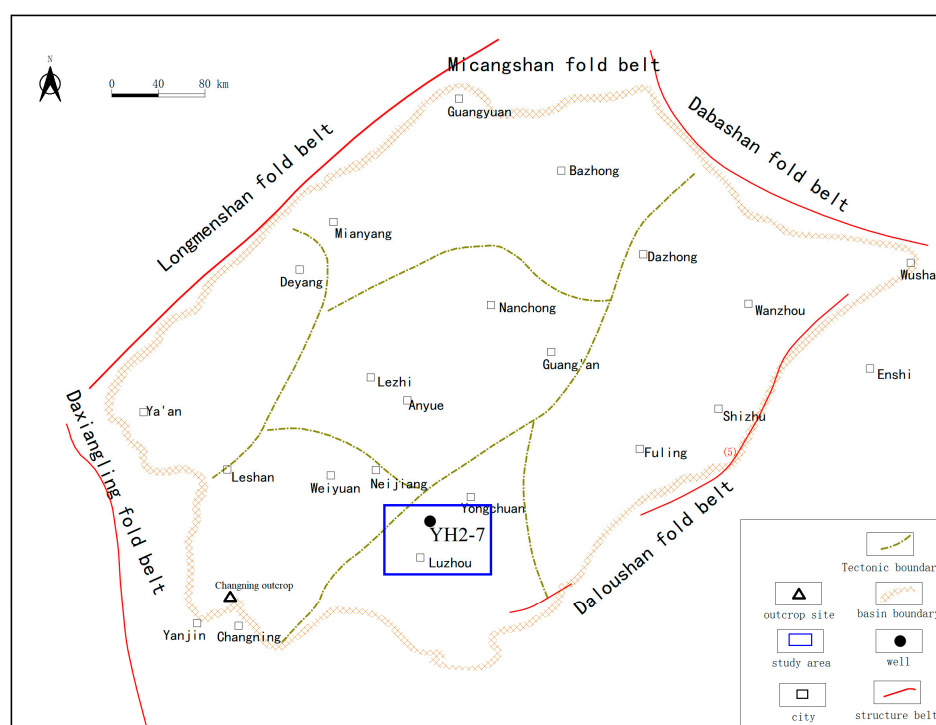 Micangshan fold belt
N
0 40 80 km
Guangyuan
Dabashan fold belt
Bazhong
Longmenshan fold belt
Mianyang
Dazhong
Deyang
Wusha
Nanchong
Wanzhou
Guang'an
Enshi
Lezhi
Anyue
Ya'an
Shizhu
Daxiangling fold belt
Fuling
(5)
Leshan
Neijiang
Weiyuan
Yongchuan
YH2-7
Luzhou
Daloushan fold belt
Changning outcrop
Yanjin
Changning
Tectonic boundar
outcrop site
basin boundary
study area
well
city
structure belt